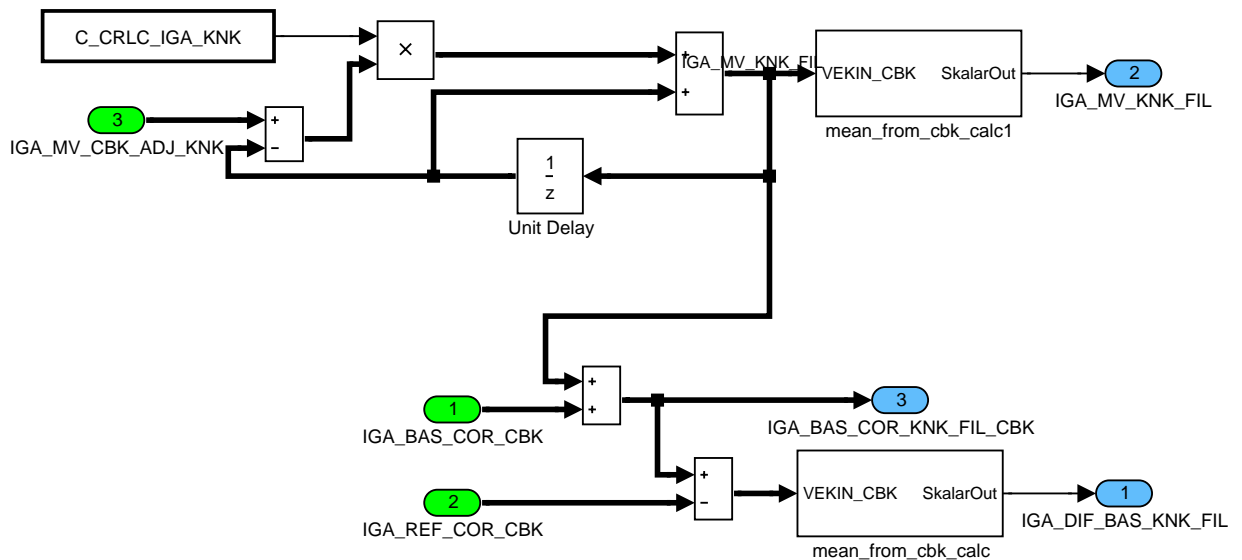 C_CRLC_IGA_KNK
×
+
+
IGA_MV_KNK_FIL
VEKIN_CBK SkalarOut
mean_from_cbk_calc1
2
IGA_MV_KNK_FIL
3
IGA_MV_CBK_ADJ_KNK
+
−
1
z
Unit Delay
+
+
1
IGA_BAS_COR_CBK
3
IGA_BAS_COR_KNK_FIL_CBK
2
IGA_REF_COR_CBK
+
−
VEKIN_CBK SkalarOut
mean_from_cbk_calc
1
IGA_DIF_BAS_KNK_FIL